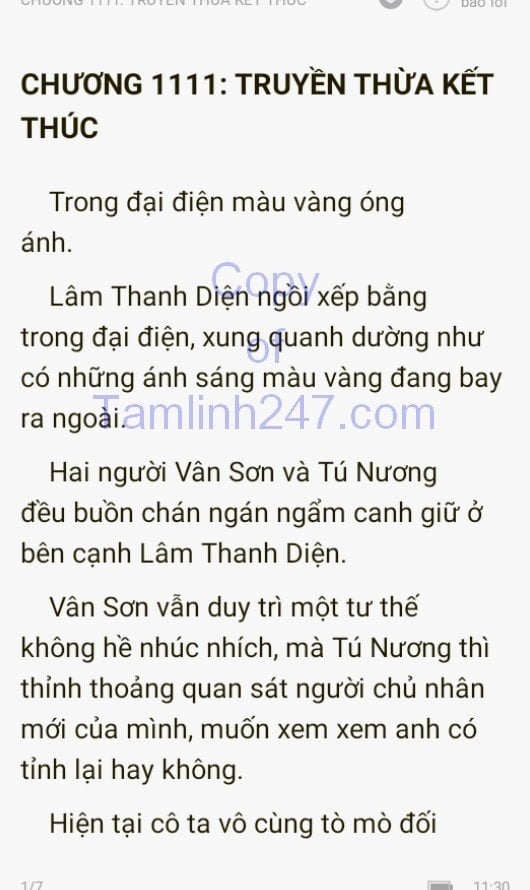 CHƯƠNG 1111: TRUYỀN THỪA KẾT THÚC
báo lỗi
CHƯƠNG 1111: TRUYỀN THỪA KẾT
THÚC
Trong đại điện màu vàng óng
ánh.
Lâm Thanh Diện ngồi xếp bằng
trong đại điện, xung quanh dường như
có những ánh sáng màu vàng đang bay
ra ngoài.
Hai người Vân Sơn và Tú Nương
đều buồn chán ngán ngẩm canh giữ ở
bên cạnh Lâm Thanh Diện.
Vân Sơn vẫn duy trì một tư thế
không hề nhúc nhích, mà Tú Nương thì
thỉnh thoảng quan sát người chủ nhân
mới của mình, muốn xem xem anh có
tỉnh lại hay không.
Hiện tại cô ta vô cùng tò mò đối
Copy
of
Tamlinh247.com
1/7
11:30